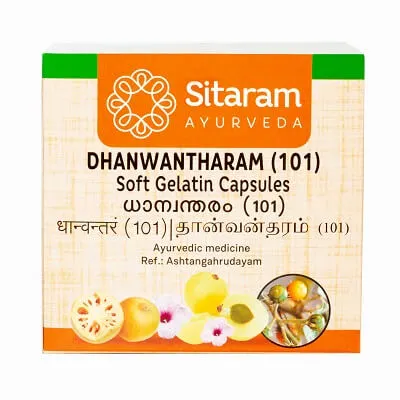 Sitaram
AYURVEDA
DHANWANTHARAM (101)
Soft Gelatin Capsules
ധാന്വന്തരം (101)
धान्वन्तरं (101)|தான்வன்தரம் (101)
Ayurvedic medicine
Ref.: Ashtangahrudayam